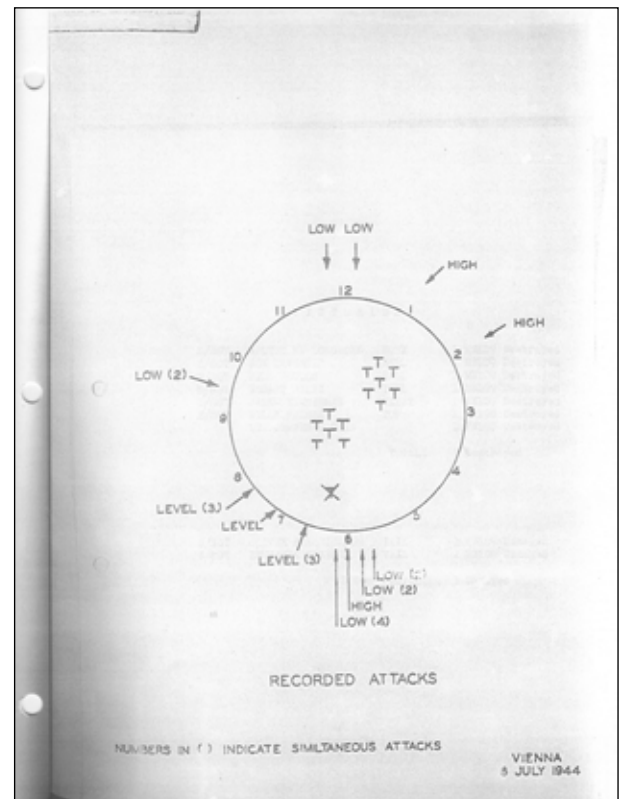 LOW LOW
HIGH
12
11 1
HIGH
10 2
LOW (2)
9 3
8 4
LEVEL (3)
LEVEL 7 5
LEVEL (3) 6
LOW (2)
LOW (2)
HIGH
LOW (4)
RECORDED ATTACKS
NUMBERS IN ( ) INDICATE SIMILTANEOUS ATTACKS
VIENNA
JULY 1944